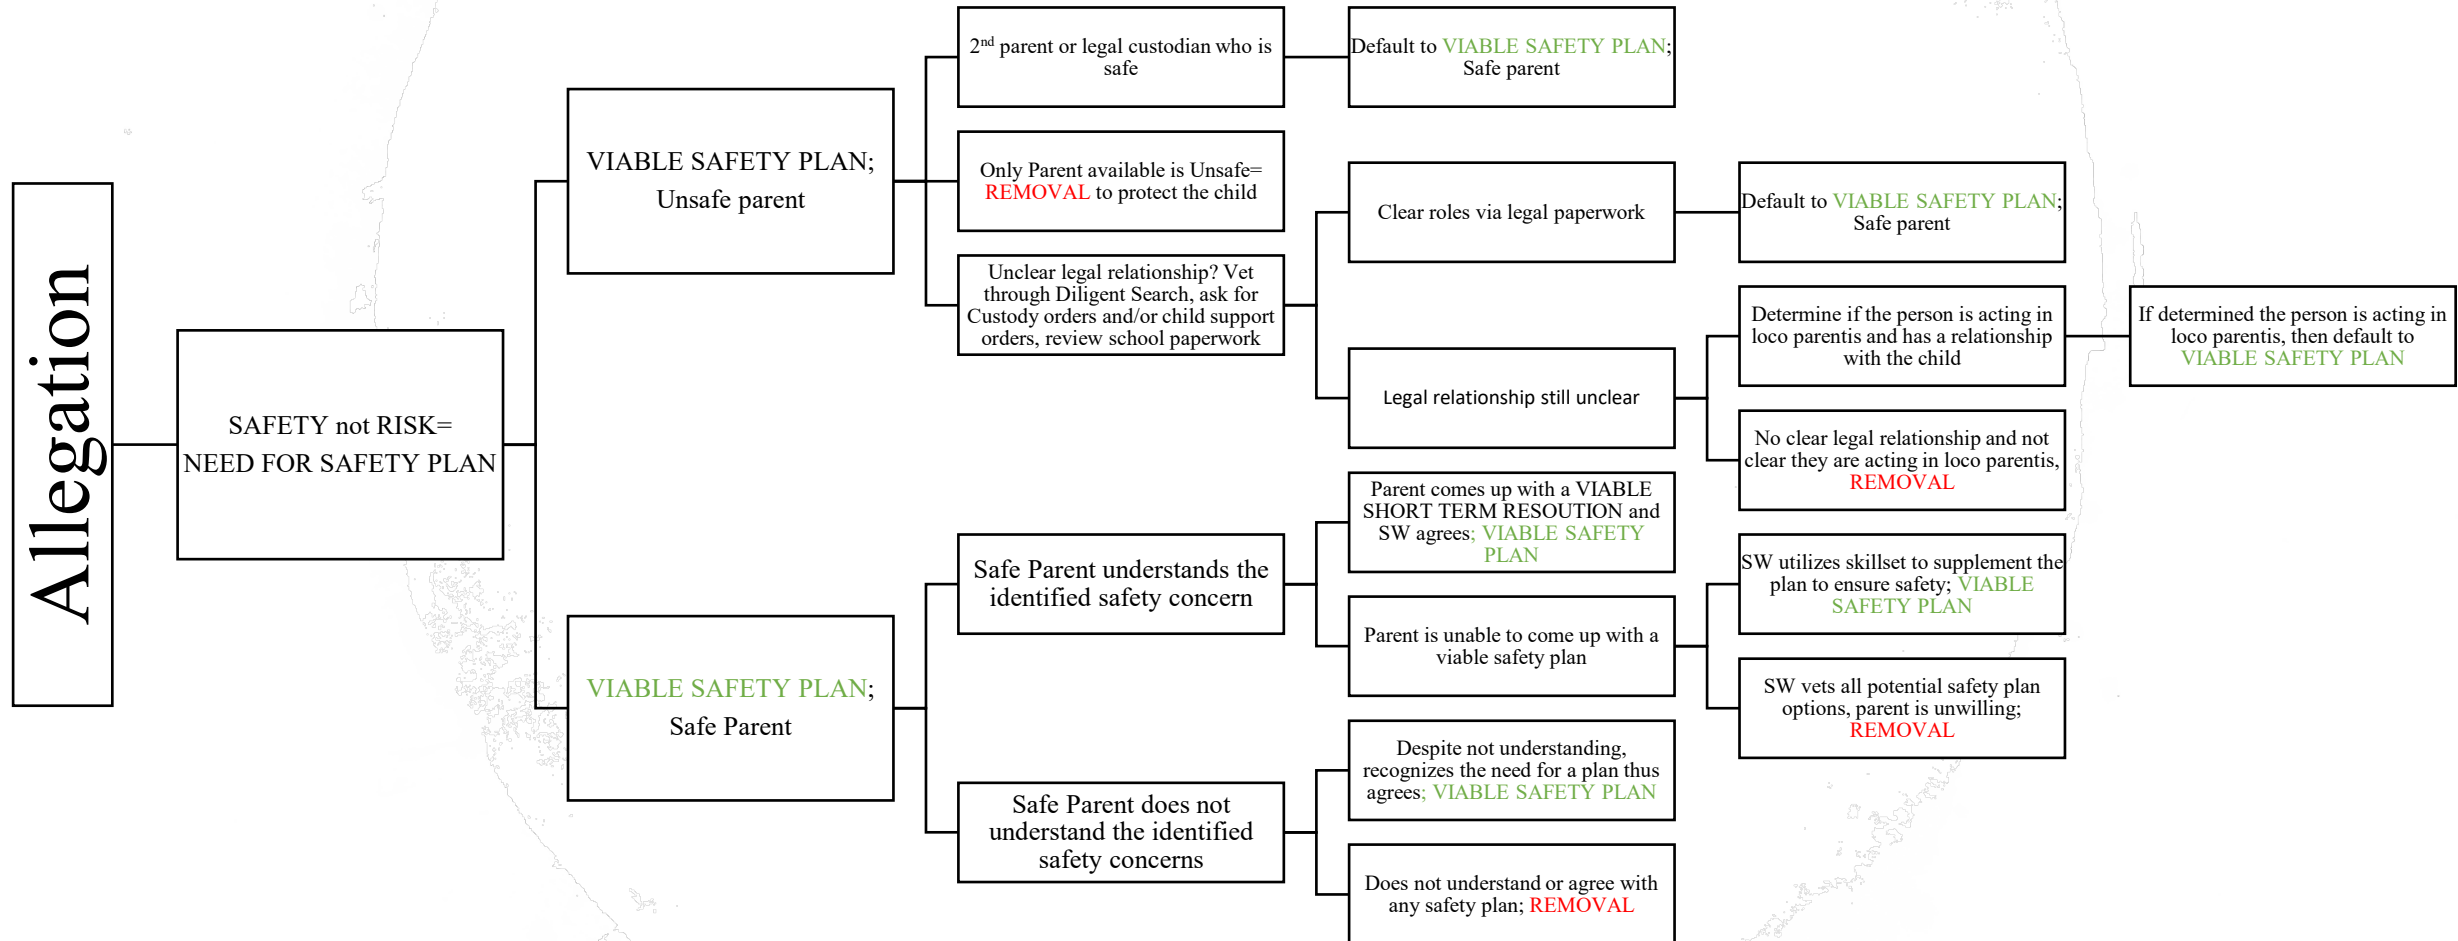 Allegation
SAFETY not RISK=
NEED FOR SAFETY PLAN
VIABLE SAFETY PLAN;
Unsafe parent
2nd parent or legal custodian who is
safe
Default to VIABLE SAFETY PLAN;
Safe parent
Only Parent available is Unsafe=
REMOVAL to protect the child
Unclear legal relationship? Vet
through Diligent Search, ask for
Custody orders and/or child support
orders, review school paperwork
Clear roles via legal paperwork
Default to VIABLE SAFETY PLAN;
Safe parent
Legal relationship still unclear
Determine if the person is acting in
loco parentis and has a relationship
with the child
If determined the person is acting in
loco parentis, then default to
VIABLE SAFETY PLAN
No clear legal relationship and not
clear they are acting in loco parentis,
REMOVAL
VIABLE SAFETY PLAN;
Safe Parent
Safe Parent understands the
identified safety concern
Parent comes up with a VIABLE
SHORT TERM RESOUTION and
SW agrees; VIABLE SAFETY
PLAN
Parent is unable to come up with a
viable safety plan
SW utilizes skillset to supplement the
plan to ensure safety; VIABLE
SAFETY PLAN
SW vets all potential safety plan
options, parent is unwilling;
REMOVAL
Safe Parent does not
understand the identified
safety concerns
Despite not understanding,
recognizes the need for a plan thus
agrees; VIABLE SAFETY PLAN
Does not understand or agree with
any safety plan; REMOVAL